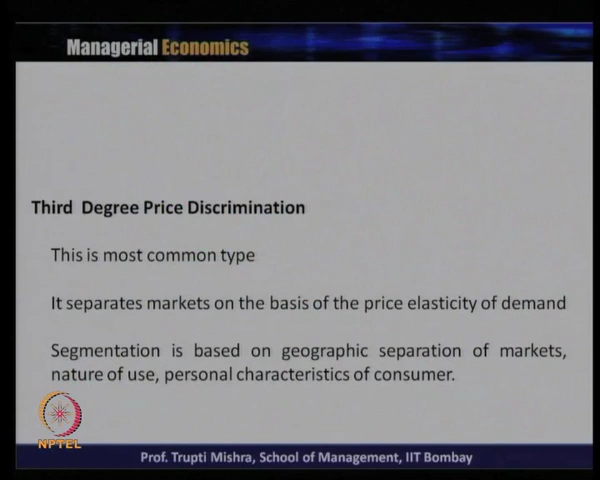 Managerial Economics
Third Degree Price Discrimination
This is most common type
It separates markets on the basis of the price elasticity of demand
Segmentation is based on geographic separation of markets,
nature of use, personal characteristics of consumer.
NPTEL
Prof. Trupti Mishra, School of Management, IIT Bombay